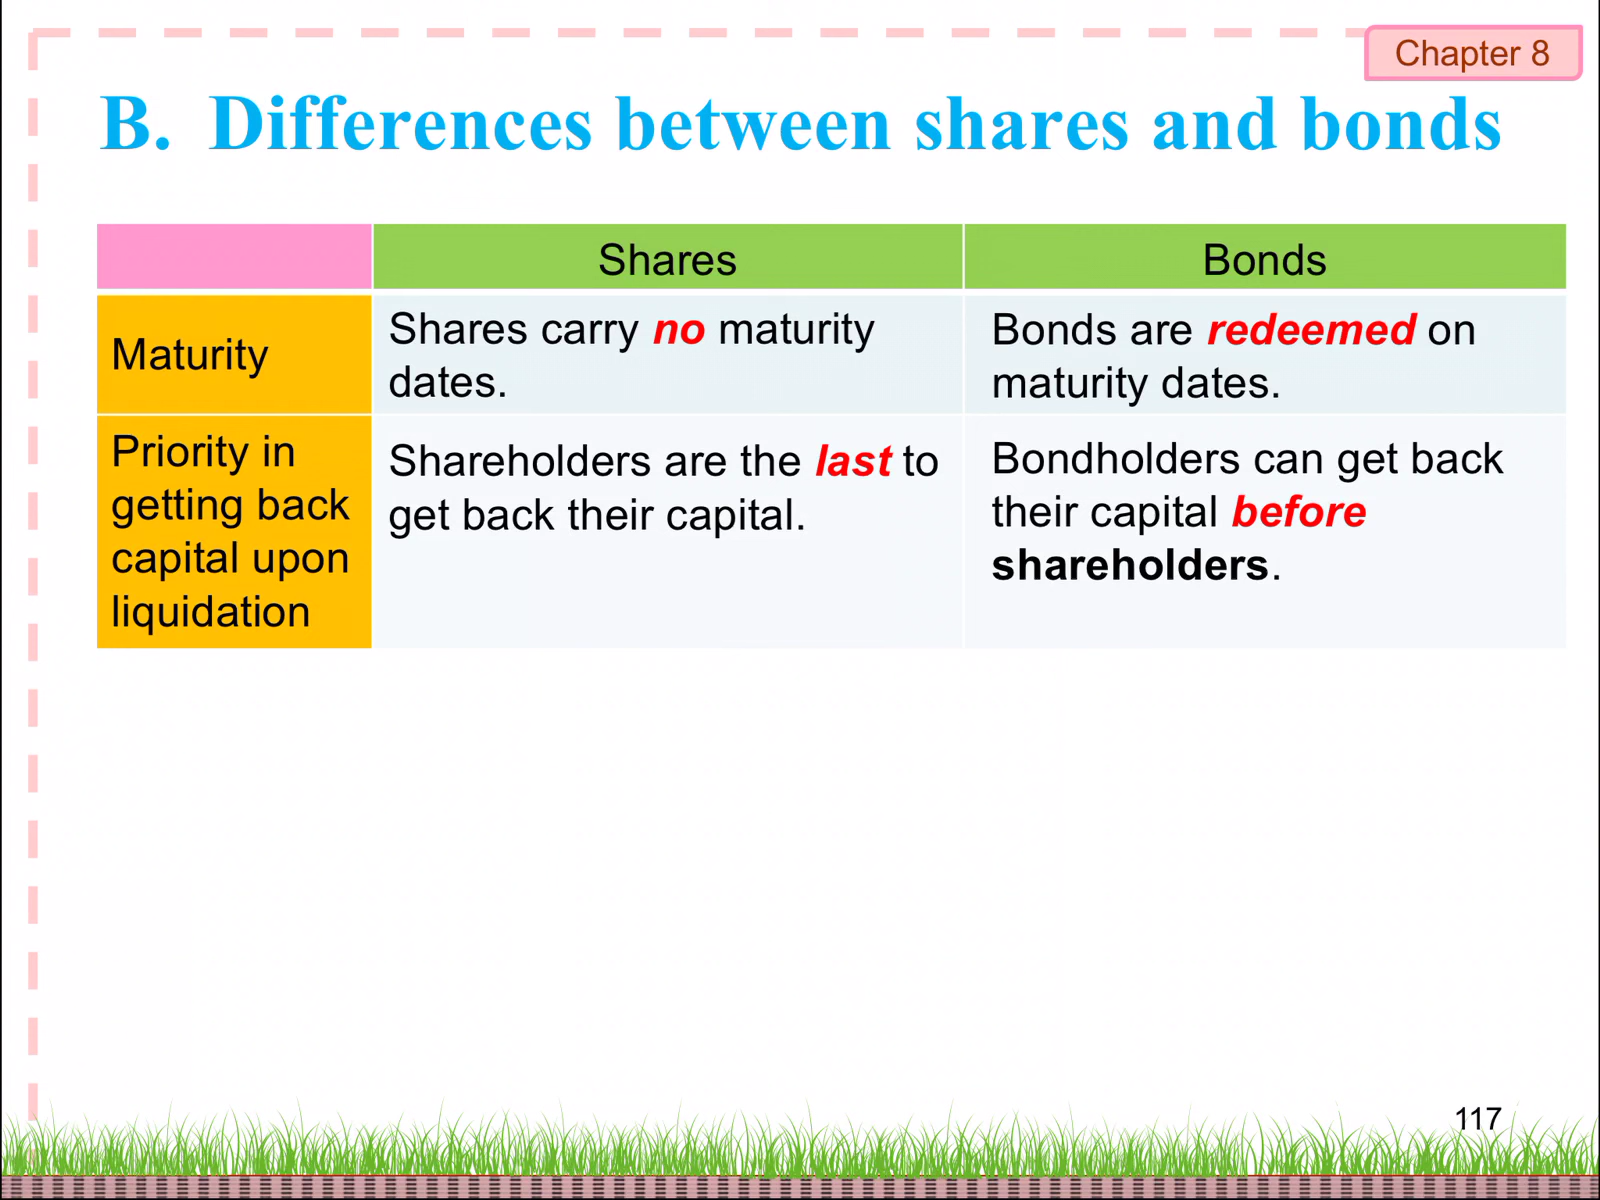 Chapter 8
B. Differences between shares and bonds
Shares
Bonds
Maturity
Shares carry no maturity
dates.
Bonds are redeemed on
maturity dates.
Priority in
getting back
capital upon
liquidation
Shareholders are the last to
get back their capital.
Bondholders can get back
their capital before
shareholders.
117